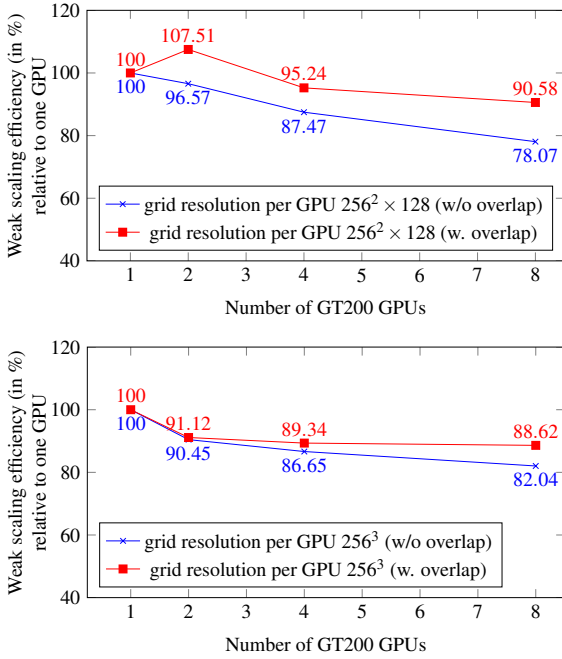 Weak scaling efficiency (in %)
relative to one GPU
120
100
80
60
40
100
107.51
95.24
90.58
100
96.57
87.47
78.07
grid resolution per GPU 256² × 128 (w/o overlap)
grid resolution per GPU 256² × 128 (w. overlap)
1 2 3 4 5 6 7 8
Number of GT200 GPUs
Weak scaling efficiency (in %)
relative to one GPU
120
100
80
60
40
100
91.12
89.34
88.62
100
90.45
86.65
82.04
grid resolution per GPU 256³ (w/o overlap)
grid resolution per GPU 256³ (w. overlap)
1 2 3 4 5 6 7 8
Number of GT200 GPUs